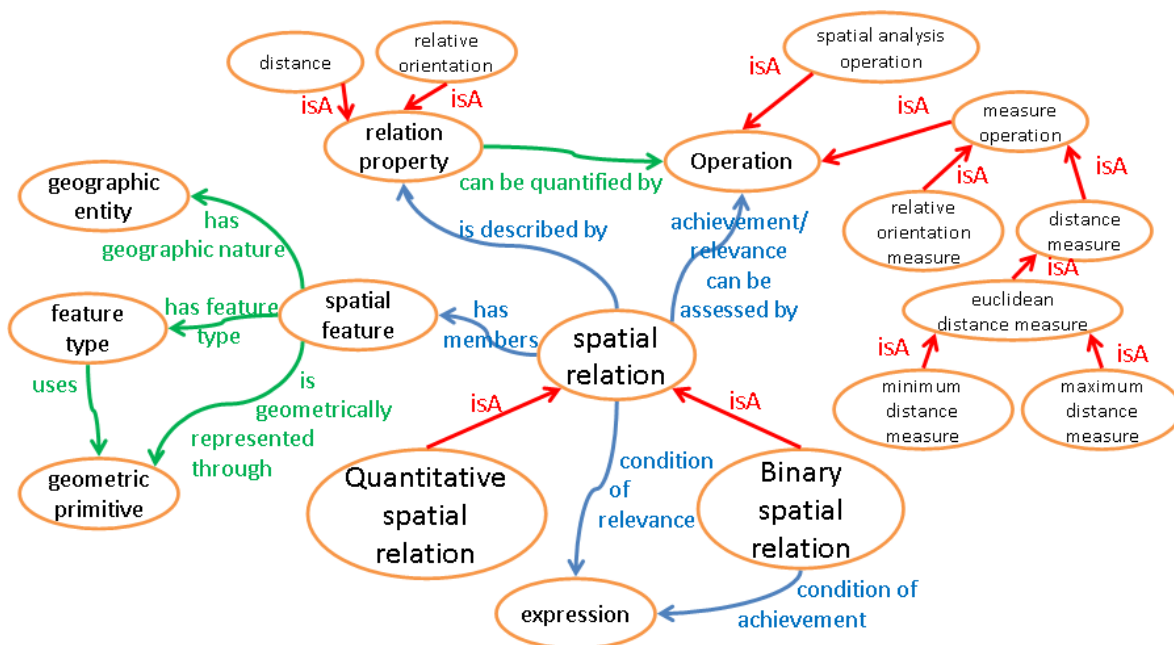 distance
relative
orientation
spatial analysis
operation
isA
isA
isA
isA
relation
property
Operation
measure
operation
can be quantified by
isA
isA
geographic
entity
has
geographic nature
is described by
achievement/
relevance
can be
assessed by
relative
orientation
measure
distance
measure
isA
feature
type
has feature
type
spatial
feature
has
members
spatial
relation
euclidean
distance measure
isA
isA
minimum
distance
measure
maximum
distance
measure
uses
is
geometrically
represented
through
geometric
primitive
isA
isA
Quantitative
spatial
relation
condition
of
relevance
Binary
spatial
relation
expression
condition of
achievement